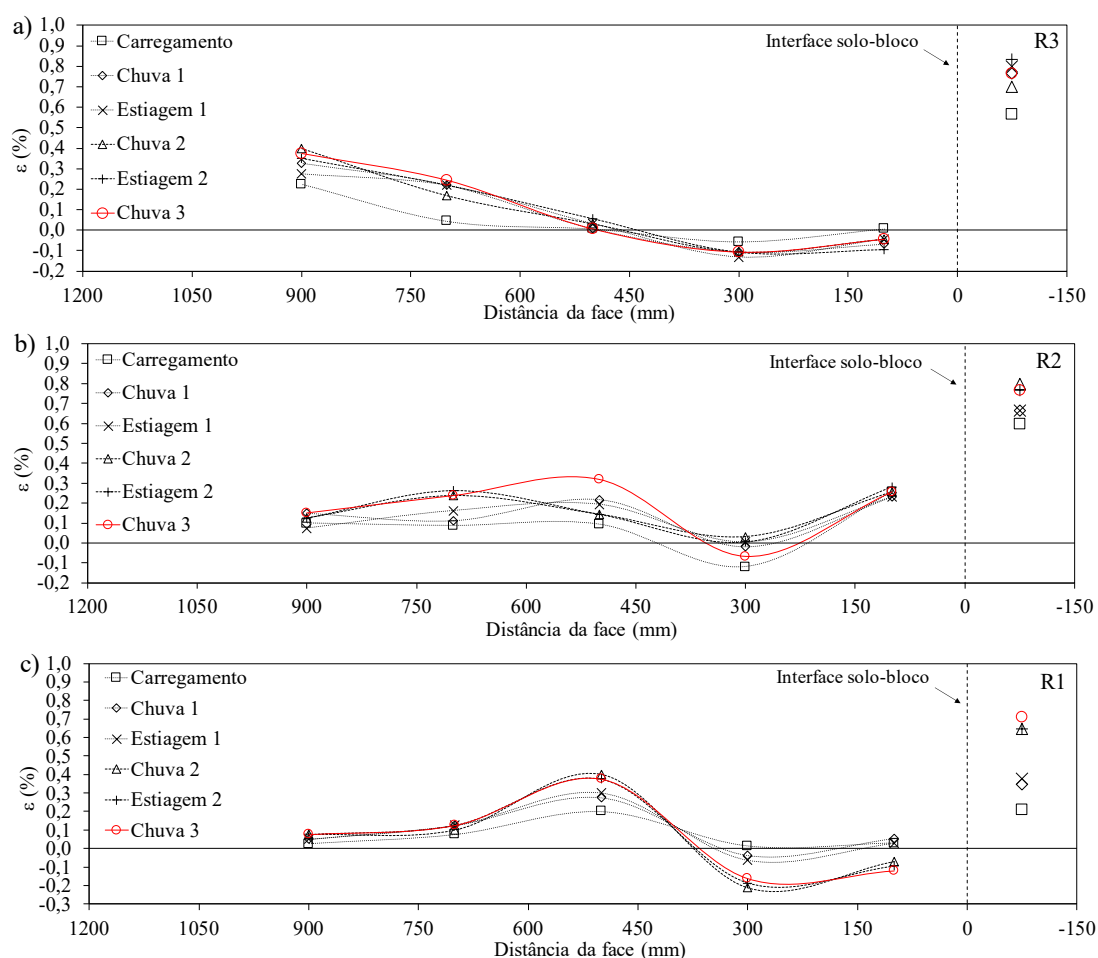 a)
1,0
0,9
0,8
0,7
0,6
0,5
0,4
0,3
0,2
0,1
0,0
-0,1
-0,2
ε (%)
Carregamento
Chuva 1
Estiagem 1
Chuva 2
Estiagem 2
Chuva 3
Interface solo-bloco
R3
1200 1050 900 750 600 450 300 150 0 -150
Distância da face (mm)
b)
1,0
0,9
0,8
0,7
0,6
0,5
0,4
0,3
0,2
0,1
0,0
-0,1
-0,2
ε (%)
Carregamento
Chuva 1
Estiagem 1
Chuva 2
Estiagem 2
Chuva 3
Interface solo-bloco
R2
1200 1050 900 750 600 450 300 150 0 -150
Distância da face (mm)
c)
1,0
0,9
0,8
0,7
0,6
0,5
0,4
0,3
0,2
0,1
0,0
-0,1
-0,2
-0,3
ε (%)
Carregamento
Chuva 1
Estiagem 1
Chuva 2
Estiagem 2
Chuva 3
Interface solo-bloco
R1
1200 1050 900 750 600 450 300 150 0 -150
Distância da face (mm)